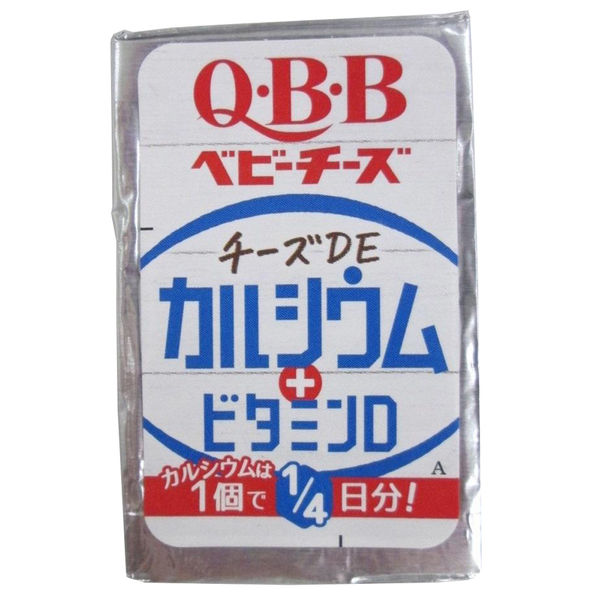 Q・B・B
ベビーチーズ
チーズDE
カルシウム
+
ビタミンD
A
カルシウムは
1個で 1/4 日分!